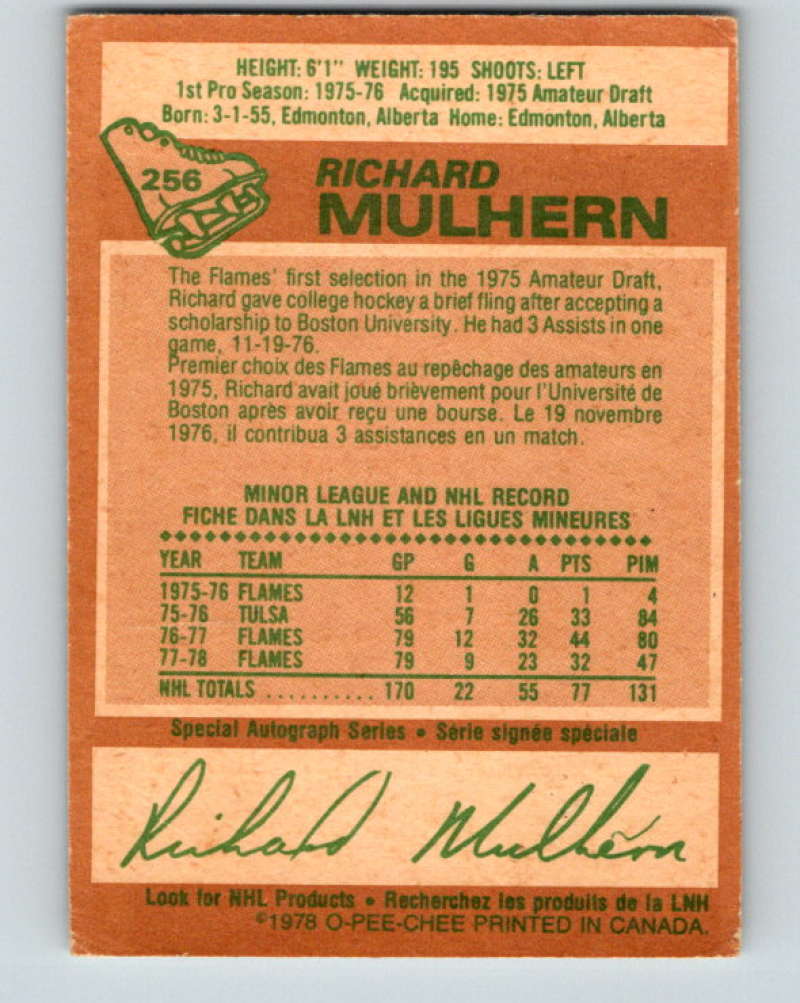 HEIGHT: 6'1" WEIGHT: 195 SHOOTS: LEFT
1st Pro Season: 1975-76 Acquired: 1975 Amateur Draft
Born: 3-1-55, Edmonton, Alberta Home: Edmonton, Alberta
256
RICHARD
MULHERN
The Flames' first selection in the 1975 Amateur Draft,
Richard gave college hockey a brief fling after accepting a
scholarship to Boston University. He had 3 Assists in one
game, 11-19-76.
Premier choix des Flames au repêchage des amateurs en
1975, Richard avait joué brièvement pour l'Université de
Boston après avoir reçu une bourse. Le 19 novembre
1976, il contribua 3 assistances en un match.
MINOR LEAGUE AND NHL RECORD
FICHE DANS LA LNH ET LES LIGUES MINEURES
YEAR TEAM GP G A PTS PIM
1975-76 FLAMES 12 1 0 1 4
75-76 TULSA 56 7 26 33 84
76-77 FLAMES 79 12 32 44 80
77-78 FLAMES 79 9 23 32 47
NHL TOTALS .......... 170 22 55 77 131
Special Autograph Series • Série signée spéciale
Richard Mulhern
Look for NHL Products • Recherchez les produits de la LNH
©1978 O-PEE-CHEE PRINTED IN CANADA.